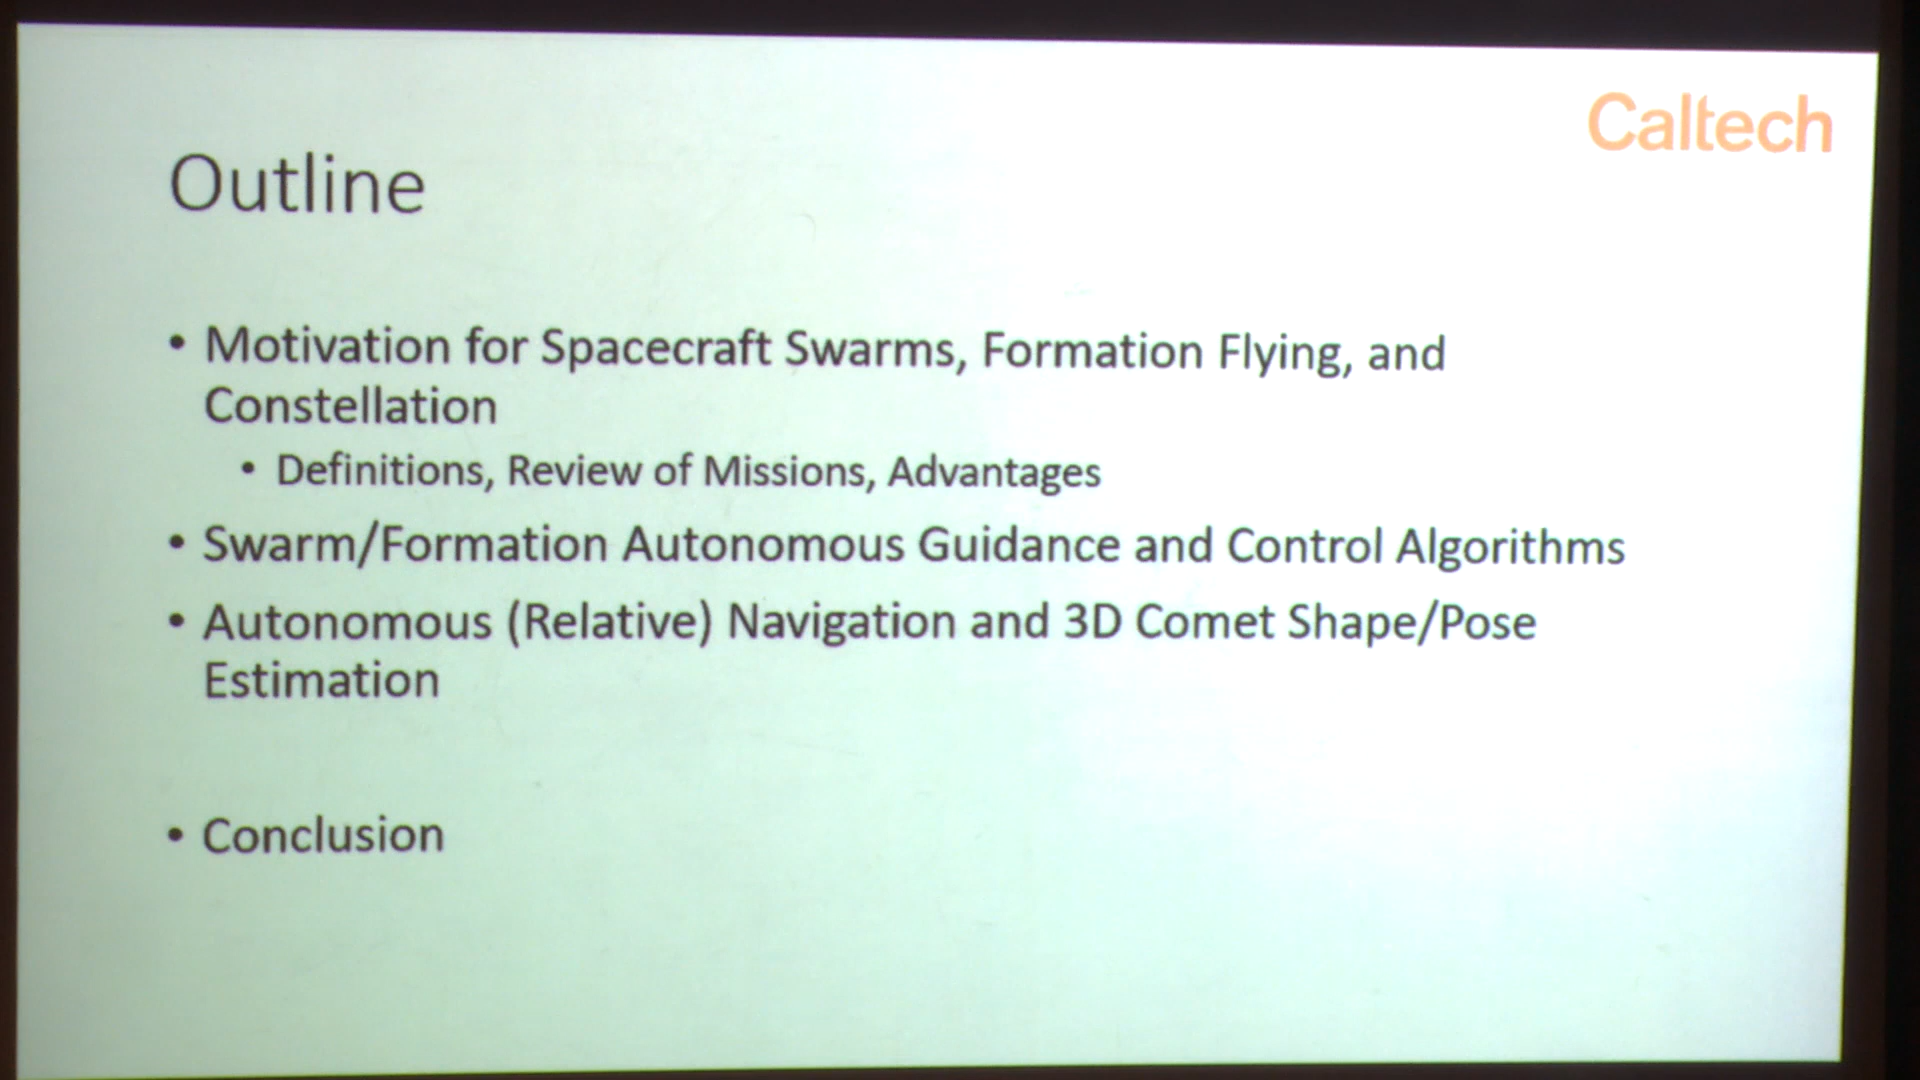 Caltech
Outline
• Motivation for Spacecraft Swarms, Formation Flying, and
Constellation
• Definitions, Review of Missions, Advantages
• Swarm/Formation Autonomous Guidance and Control Algorithms
• Autonomous (Relative) Navigation and 3D Comet Shape/Pose
Estimation
• Conclusion